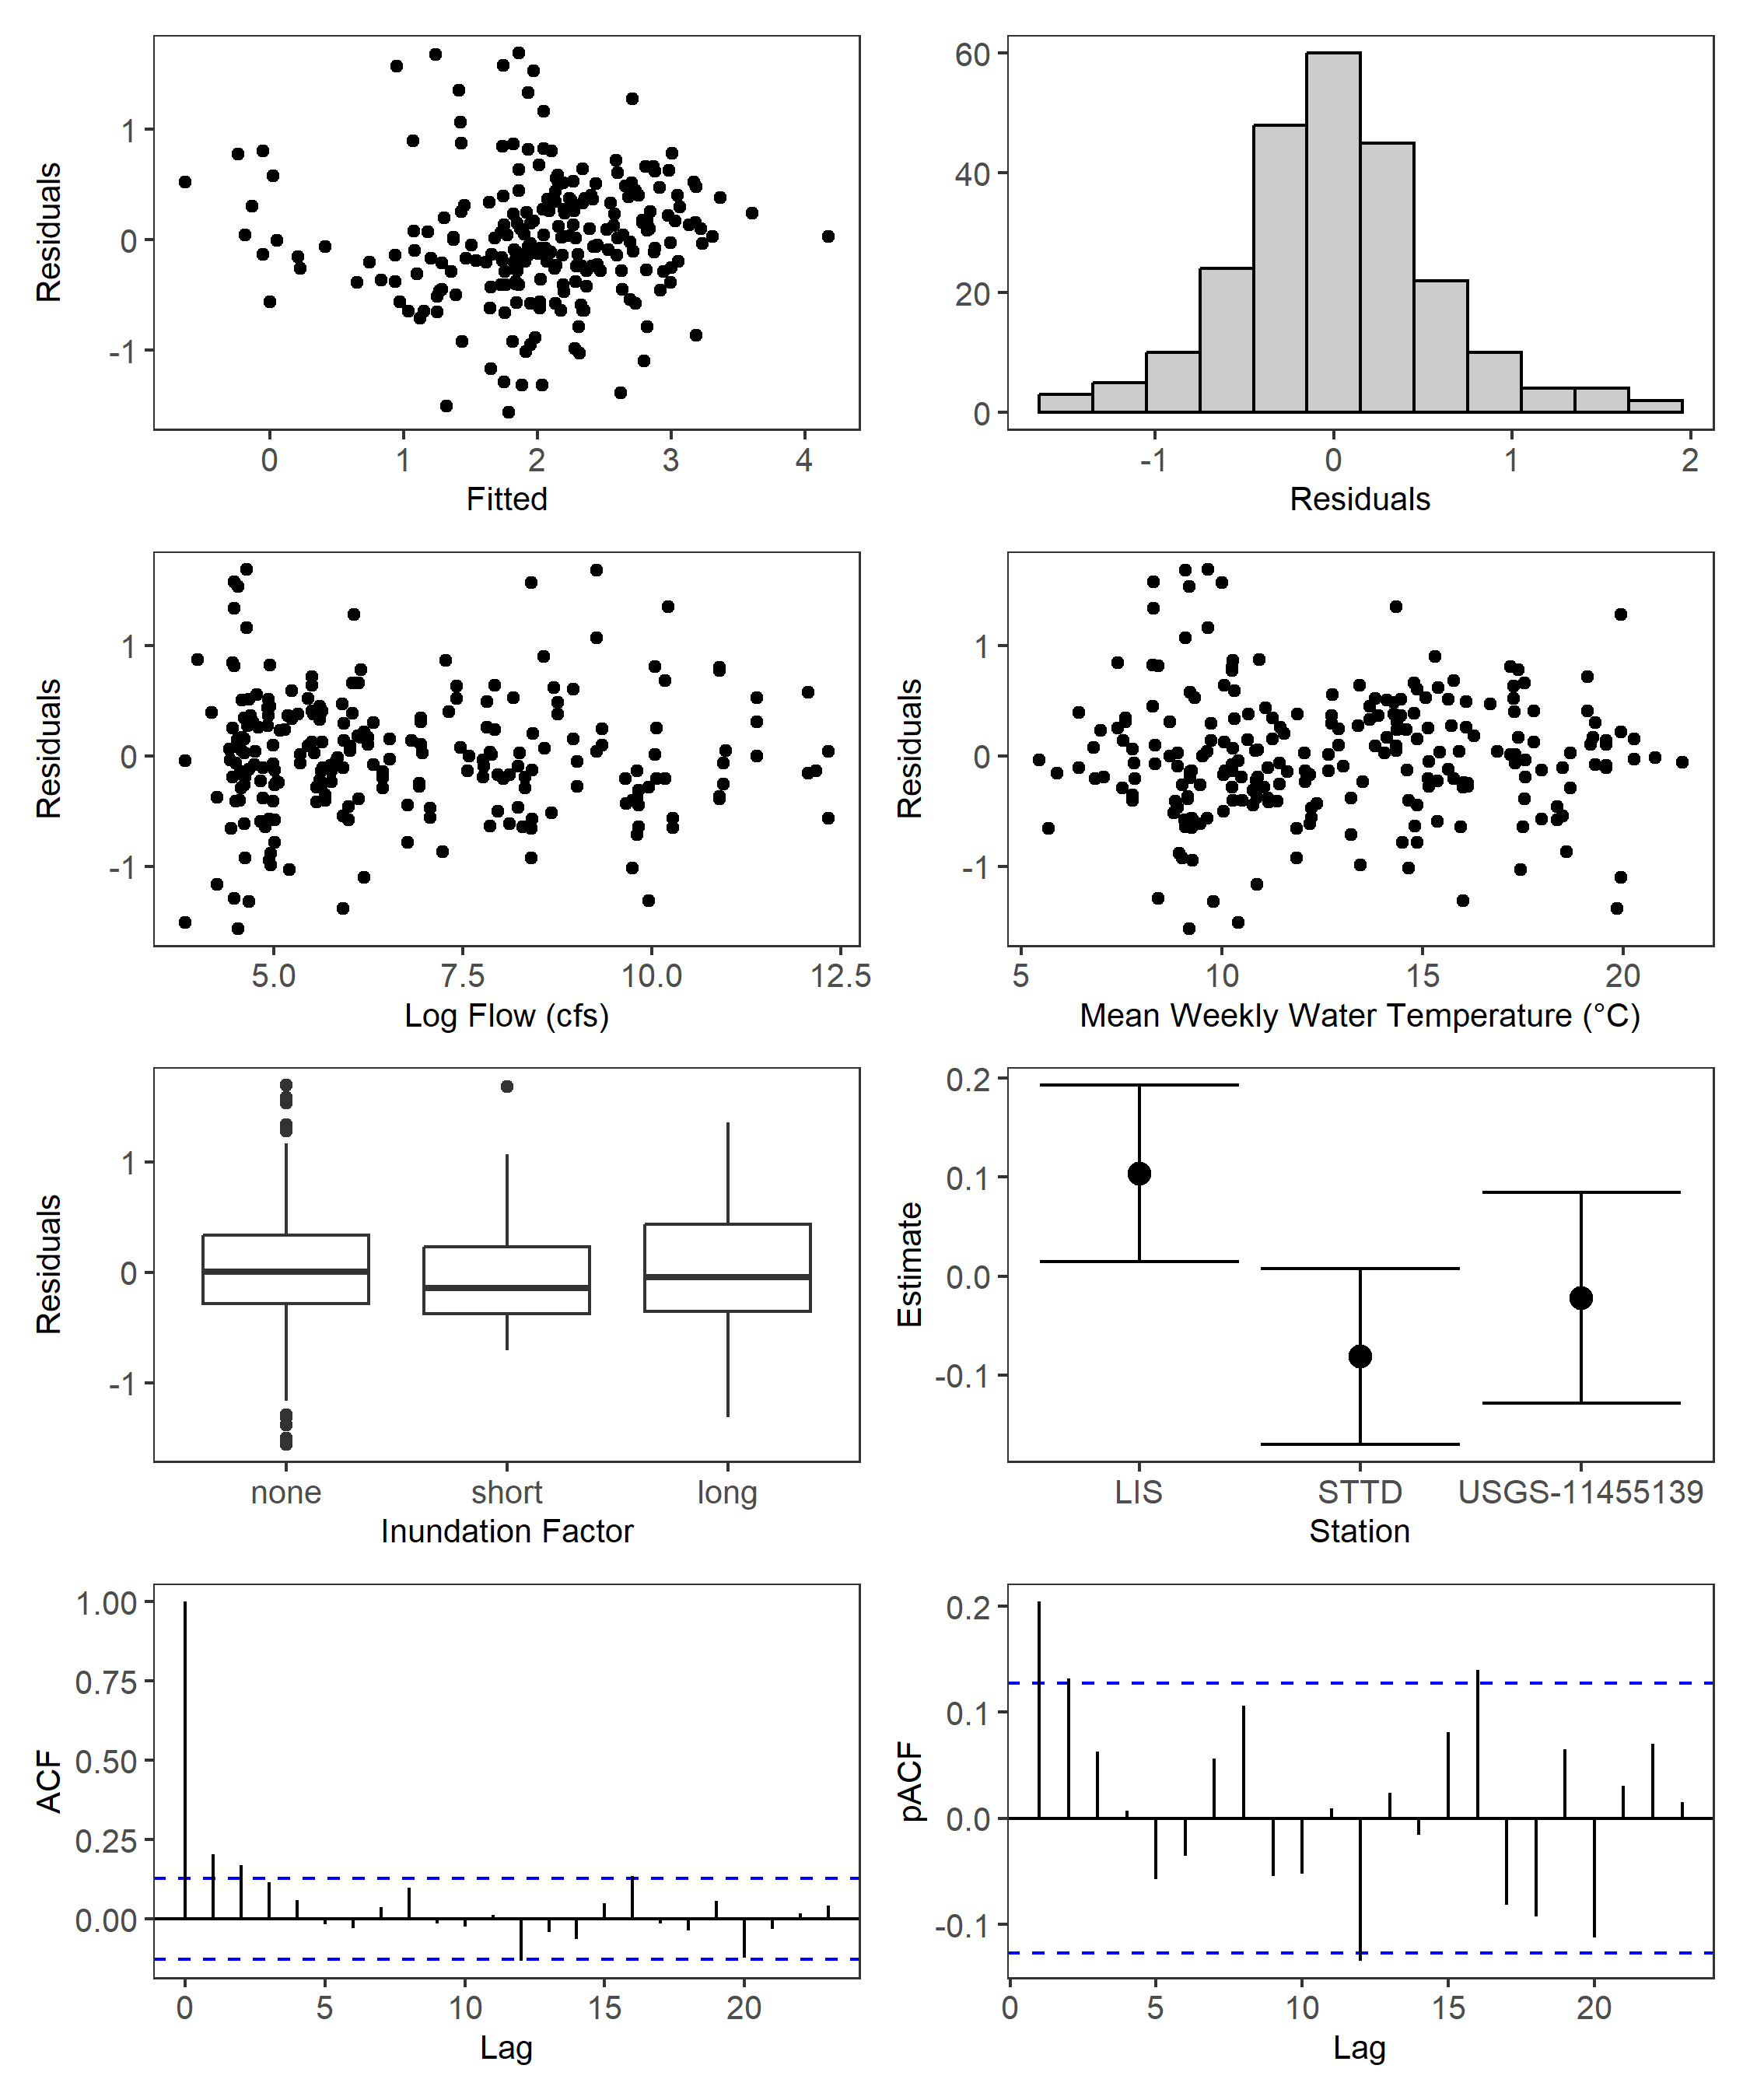 Residuals
1
0
-1
0 1 2 3 4
Fitted
60
40
20
0
-1 0 1 2
Residuals
Residuals
1
0
-1
5.0 7.5 10.0 12.5
Log Flow (cfs)
Residuals
1
0
-1
5 10 15 20
Mean Weekly Water Temperature (°C)
Residuals
1
0
-1
none short long
Inundation Factor
Estimate
0.2
0.1
0.0
-0.1
LIS STTD USGS-11455139
Station
ACF
1.00
0.75
0.50
0.25
0.00
0 5 10 15 20
Lag
pACF
0.2
0.1
0.0
-0.1
0 5 10 15 20
Lag